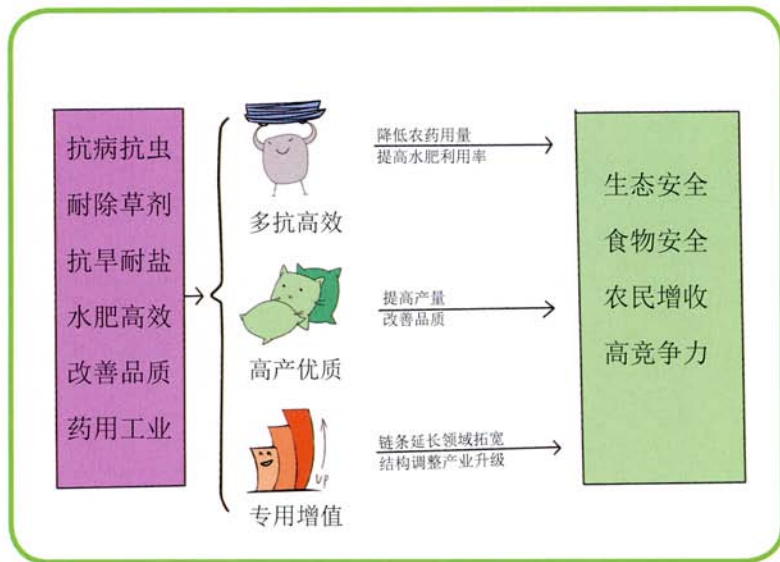 抗病抗虫
耐除草剂
抗旱耐盐
水肥高效
改善品质
药用工业
多抗高效
高产优质
UP
专用增值
降低农药用量
提高水肥利用率
提高产量
改善品质
链条延长领域拓宽
结构调整产业升级
生态安全
食物安全
农民增收
高竞争力